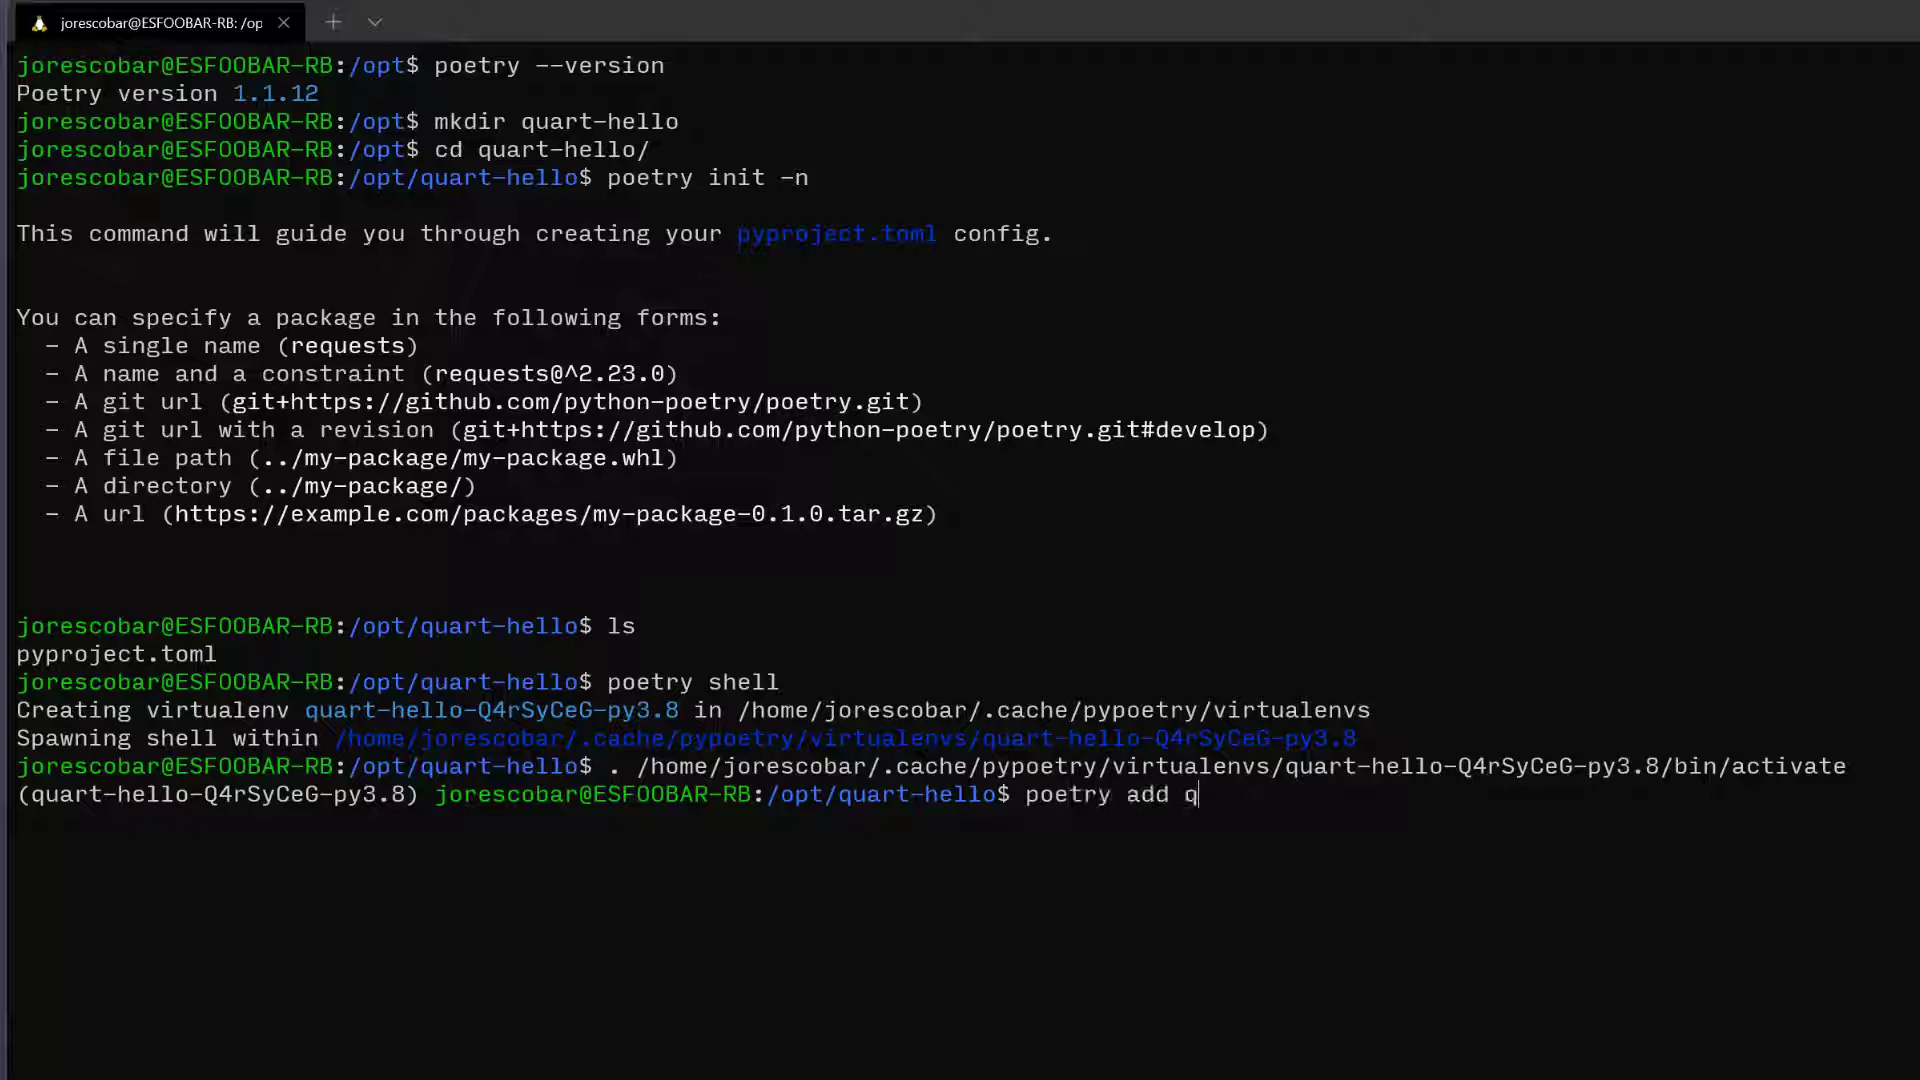 jorescobar@ESFOOBAR-RB: /op
jorescobar@ESFOOBAR-RB:/opt$ poetry --version
Poetry version 1.1.12
jorescobar@ESFOOBAR-RB:/opt$ mkdir quart-hello
jorescobar@ESFOOBAR-RB:/opt$ cd quart-hello/
jorescobar@ESFOOBAR-RB:/opt/quart-hello$ poetry init -n
This command will guide you through creating your pyproject.toml config.
You can specify a package in the following forms:
  - A single name (requests)
  - A name and a constraint (requests@^2.23.0)
  - A git url (git+https://github.com/python-poetry/poetry.git)
  - A git url with a revision (git+https://github.com/python-poetry/poetry.git#develop)
  - A file path (../my-package/my-package.whl)
  - A directory (../my-package/)
  - A url (https://example.com/packages/my-package-0.1.0.tar.gz)
jorescobar@ESFOOBAR-RB:/opt/quart-hello$ ls
pyproject.toml
jorescobar@ESFOOBAR-RB:/opt/quart-hello$ poetry shell
Creating virtualenv quart-hello-Q4rSyCeG-py3.8 in /home/jorescobar/.cache/pypoetry/virtualenvs
Spawning shell within /home/jorescobar/.cache/pypoetry/virtualenvs/quart-hello-Q4rSyCeG-py3.8
jorescobar@ESFOOBAR-RB:/opt/quart-hello$ . /home/jorescobar/.cache/pypoetry/virtualenvs/quart-hello-Q4rSyCeG-py3.8/bin/activate
(quart-hello-Q4rSyCeG-py3.8) jorescobar@ESFOOBAR-RB:/opt/quart-hello$ poetry add q